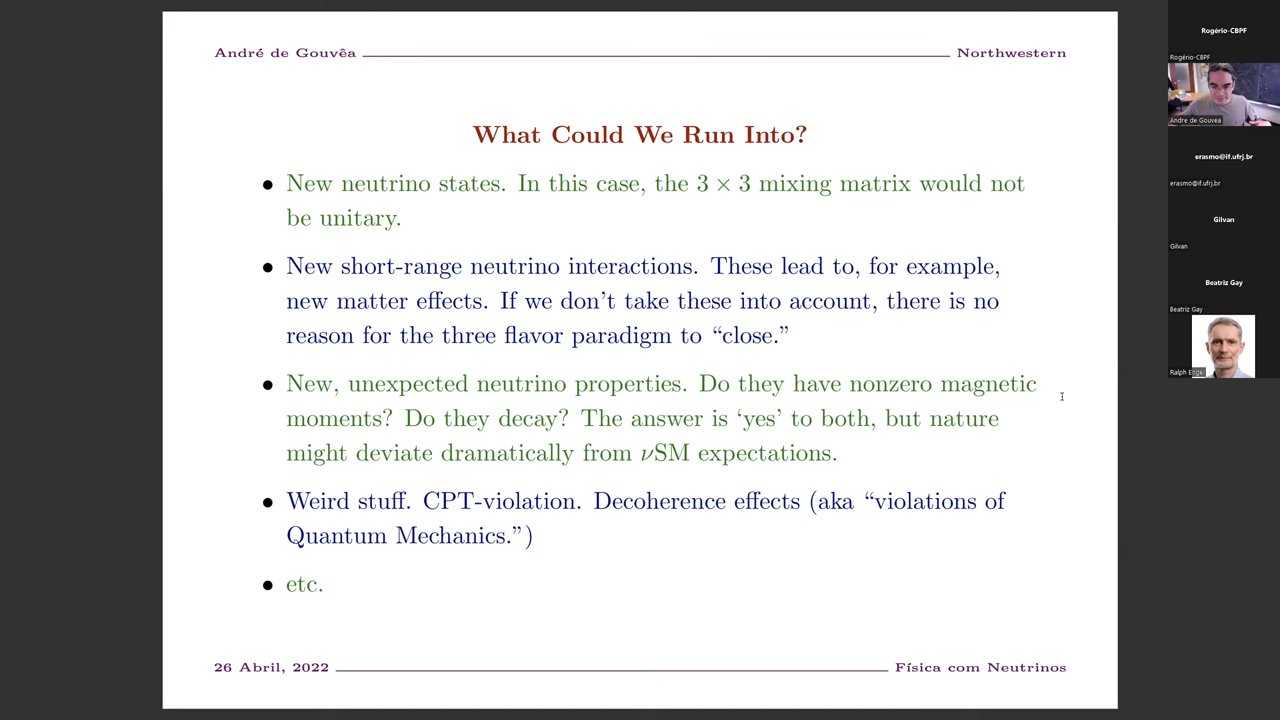 André de Gouvêa
Northwestern
What Could We Run Into?
• New neutrino states. In this case, the 3 × 3 mixing matrix would not
be unitary.
• New short-range neutrino interactions. These lead to, for example,
new matter effects. If we don’t take these into account, there is no
reason for the three flavor paradigm to “close.”
• New, unexpected neutrino properties. Do they have nonzero magnetic
moments? Do they decay? The answer is ‘yes’ to both, but nature
might deviate dramatically from νSM expectations.
• Weird stuff. CPT-violation. Decoherence effects (aka “violations of
Quantum Mechanics.”)
• etc.
26 Abril, 2022
Física com Neutrinos
Rogério-CBPF
Rogério-CBPF
Andre de Gouvea
erasmo@if.ufrj.br
erasmo@if.ufrj.br
Gilvan
Gilvan
Beatriz Gay
Beatriz Gay
Ralph Engel